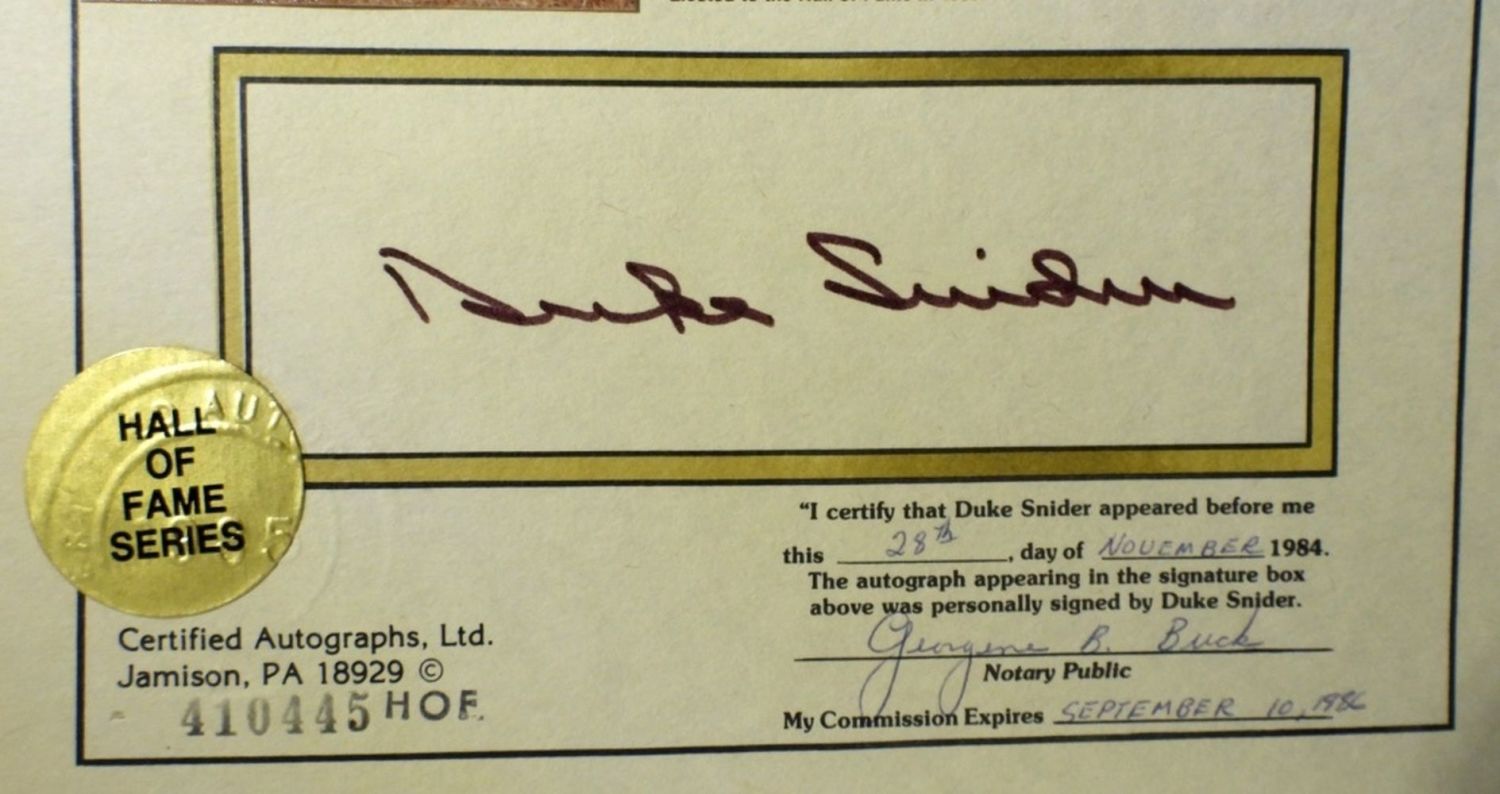 Duke Snider
HALL
OF
FAME
SERIES
"I certify that Duke Snider appeared before me
this 28th, day of NOVEMBER 1984.
The autograph appearing in the signature box
above was personally signed by Duke Snider.
Georgene B. Buck
Notary Public
My Commission Expires SEPTEMBER 10, 1986
Certified Autographs, Ltd.
Jamison, PA 18929 ©
410445 HOF.